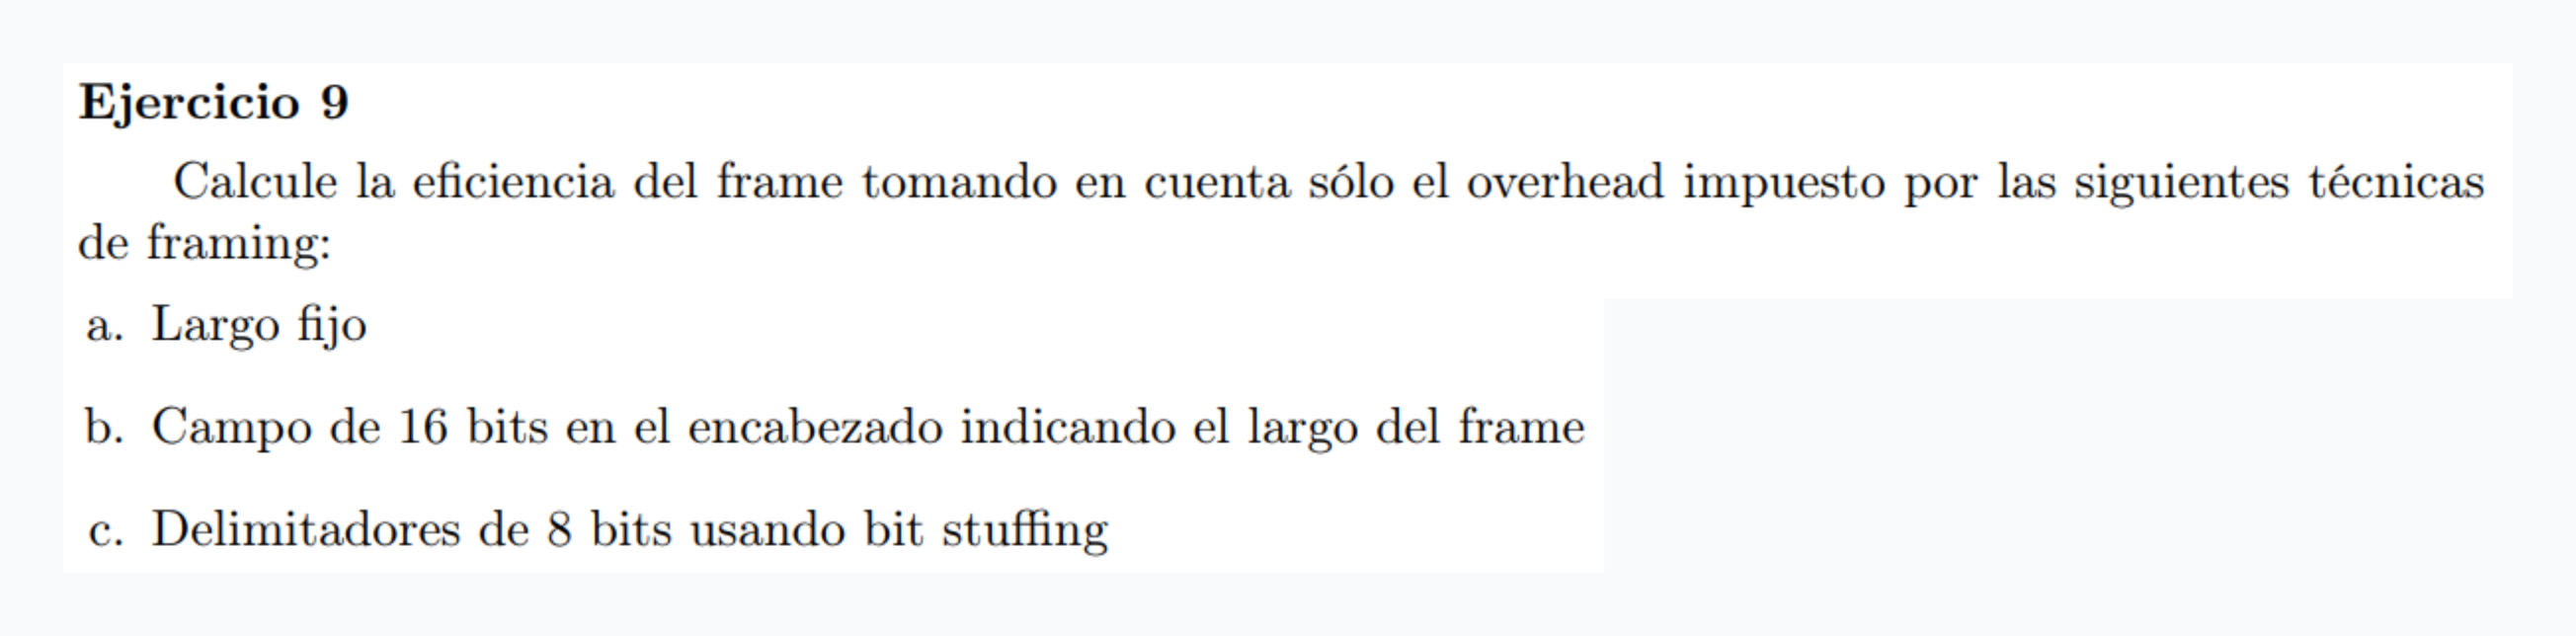 Ejercicio 9
Calcule la eficiencia del frame tomando en cuenta sólo el overhead impuesto por las siguientes técnicas
de framing:
a. Largo fijo
b. Campo de 16 bits en el encabezado indicando el largo del frame
c. Delimitadores de 8 bits usando bit stuffing